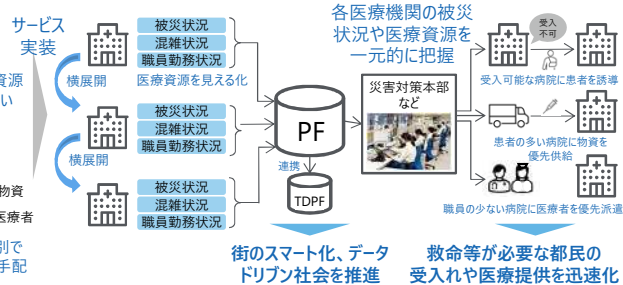 サービス
実装
資源
い
横展開
横展開
物資
医療者
別で
手配
被災状況
混雑状況
職員勤務状況
医療資源を見える化
被災状況
混雑状況
職員勤務状況
被災状況
混雑状況
職員勤務状況
PF
連携
TDPF
各医療機関の被災
状況や医療資源を
一元的に把握
災害対策本部
など
受入
不可
受入可能な病院に患者を誘導
患者の多い病院に物資を
優先供給
職員の少ない病院に医療者を優先派遣
街のスマート化、データ
ドリブン社会を推進
救命等が必要な都民の
受入れや医療提供を迅速化